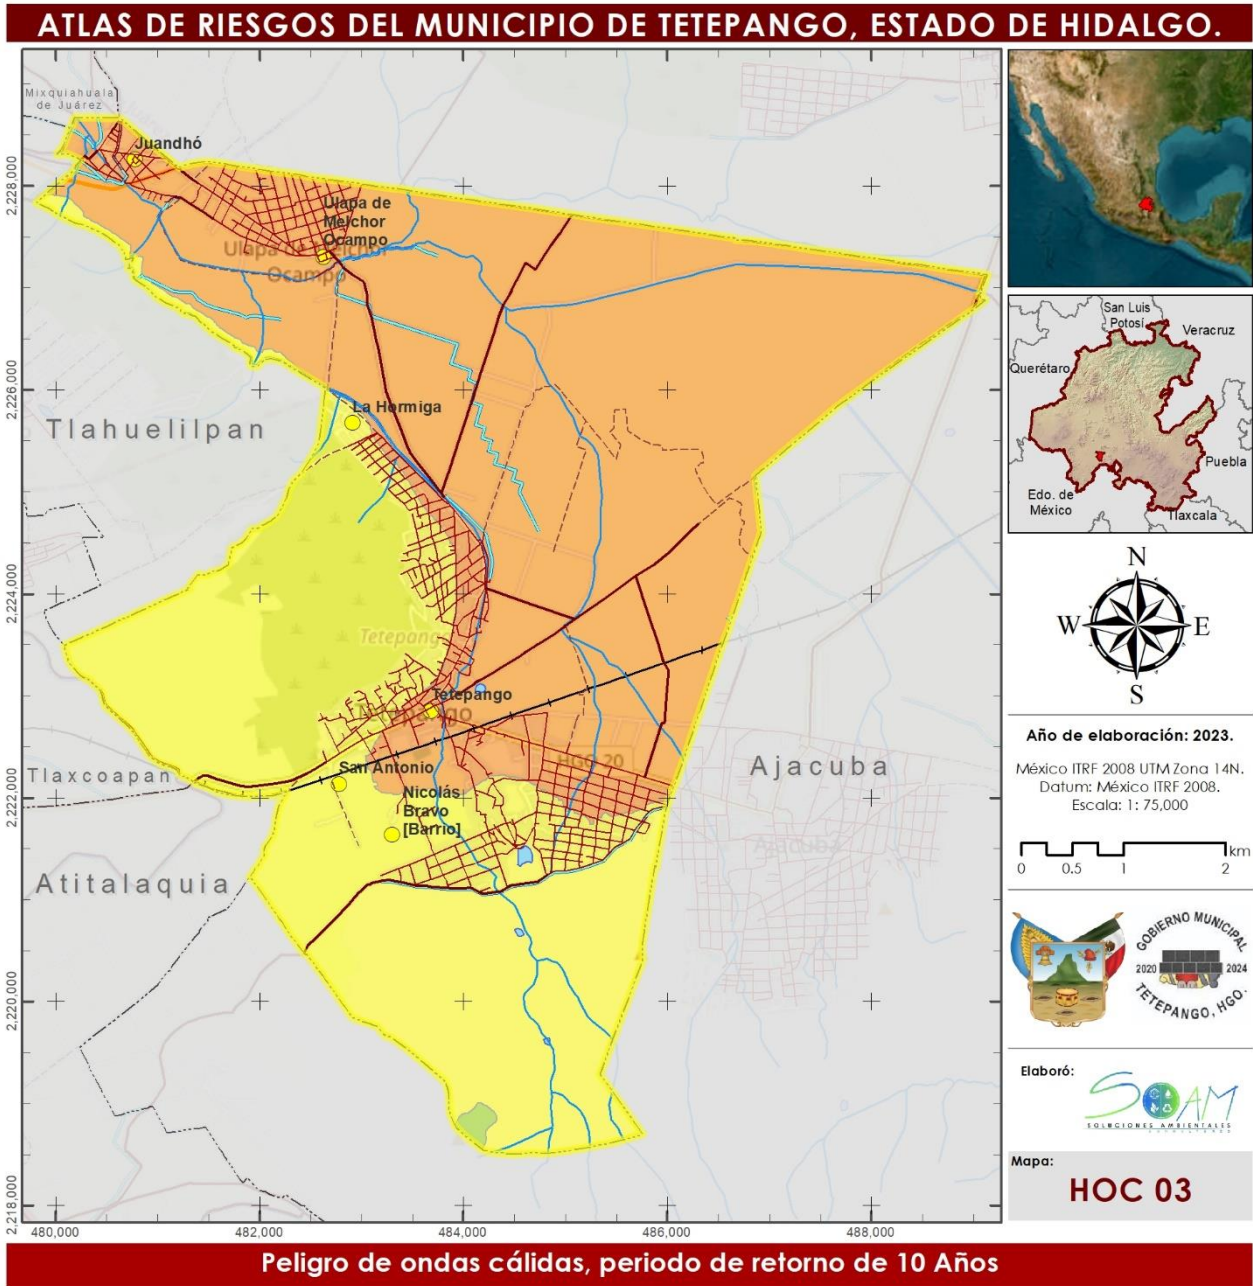 ATLAS DE RIESGOS DEL MUNICIPIO DE TETEPANGO, ESTADO DE HIDALGO.
Mixquiahuala
de Juárez
Juandhó
Ulapa de
Melchor
Ocampo
Ulapa de Melchor
Ocampo
La Hormiga
Tlahuelilpan
Tetepango
Tetepango
Tetepango
HGO 20
San Antonio
Tlaxcoapan
Nicolás
Bravo
[Barrio]
Ajacuba
Ajacuba
Atitalaquia
2,228,000
2,226,000
2,224,000
2,222,000
2,220,000
2,218,000
480,000
482,000
484,000
486,000
488,000
San Luis
Potosí
Veracruz
Querétaro
Puebla
Edo. de
México
Tlaxcala
N
W
E
S
Año de elaboración: 2023.
México ITRF 2008 UTM Zona 14N.
Datum: México ITRF 2008.
Escala: 1: 75,000
km
0 0.5 1 2
GOBIERNO MUNICIPAL
2020 2024
TETEPANGO, HGO.
Elaboró:
SOAM
SOLUCIONES AMBIENTALES
Mapa:
HOC 03
Peligro de ondas cálidas, periodo de retorno de 10 Años